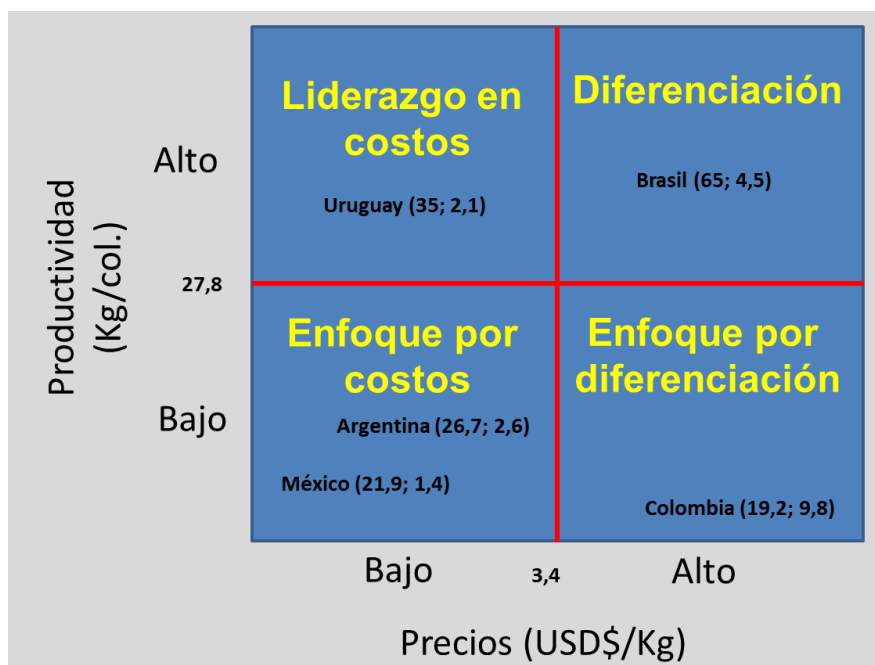 Liderazgo en
costos
Diferenciación
Alto
Uruguay (35; 2,1)
Brasil (65; 4,5)
Productividad
(Kg/col.)
27,8
Enfoque por
costos
Enfoque por
diferenciación
Bajo
Argentina (26,7; 2,6)
México (21,9; 1,4)
Colombia (19,2; 9,8)
Bajo
3,4
Alto
Precios (USD$/Kg)